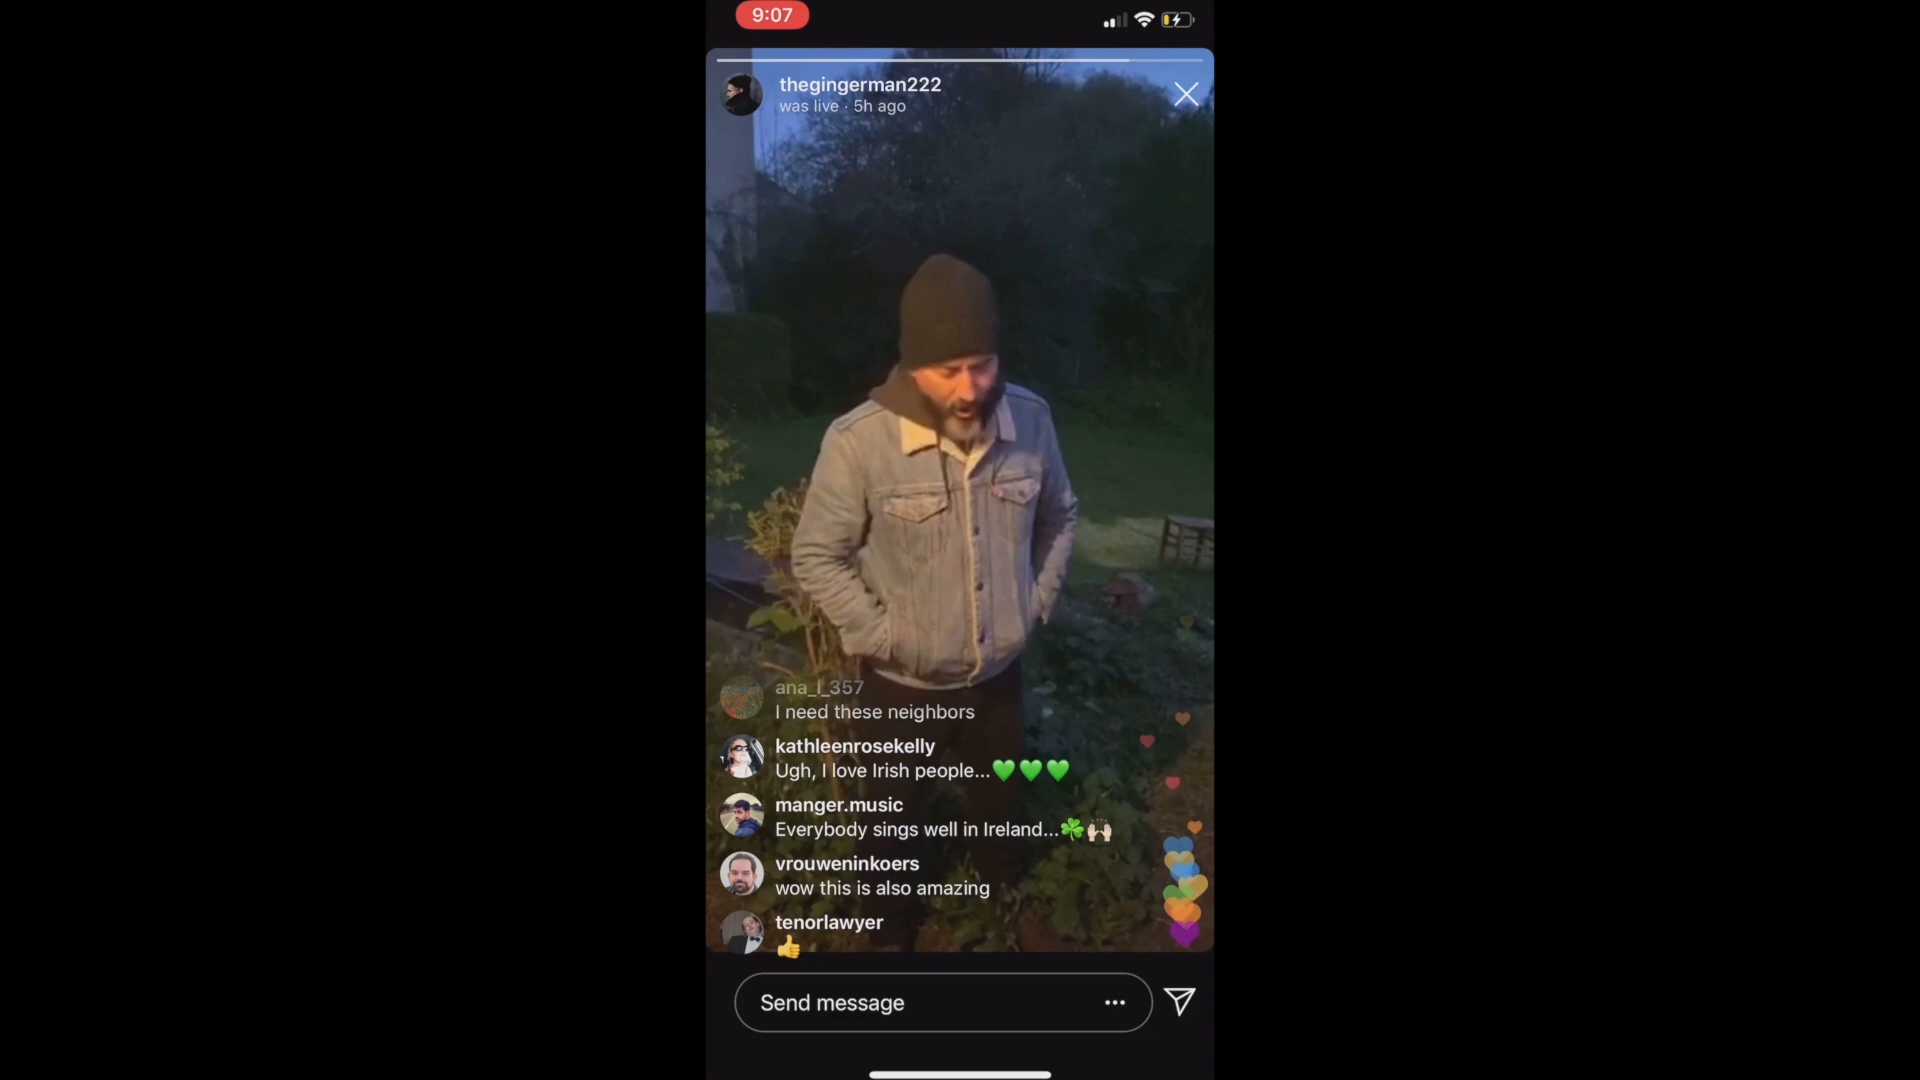 9:07
thegingerman222
was live · 5h ago
ana_l_357
I need these neighbors
kathleenrosekelly
Ugh, I love Irish people...💚💚💚
manger.music
Everybody sings well in Ireland...☘️🙌🏻
vrouweninkoers
wow this is also amazing
tenorlawyer
👍
Send message